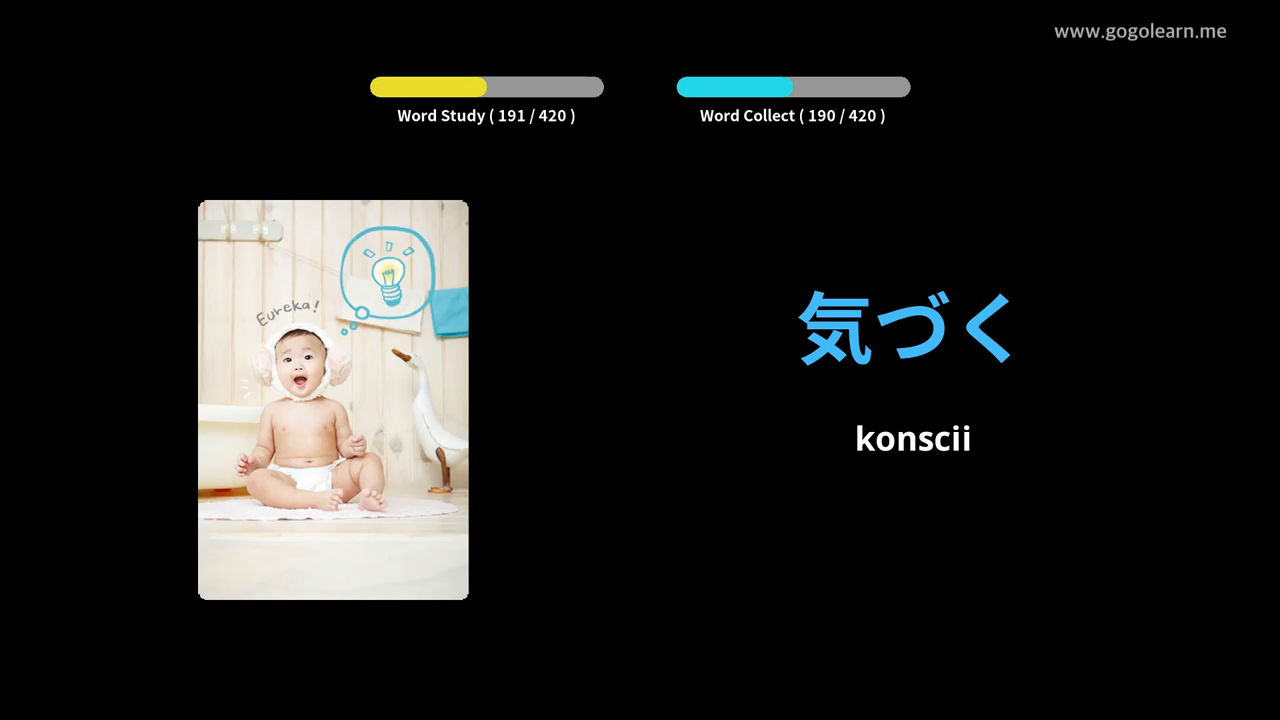 www.gogolearn.me
Word Study ( 191 / 420 )
Word Collect ( 190 / 420 )
Eureka!
気づく
konscii